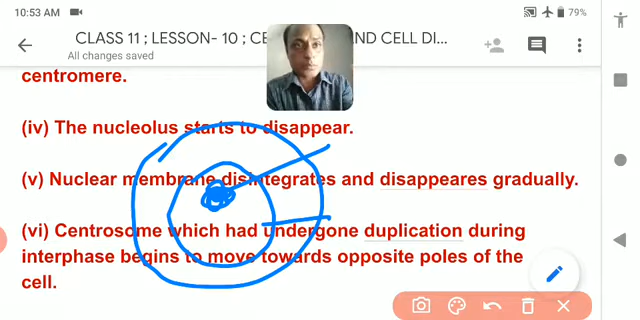 10:53 AM
79%
CLASS 11 ; LESSON- 10 ; CE ND CELL DI...
All changes saved
centromere.
(iv) The nucleolus starts to disappear.
(v) Nuclear membrane disintegrates and disappeares gradually.
(vi) Centrosome which had undergone duplication during
interphase begins to move towards opposite poles of the
cell.